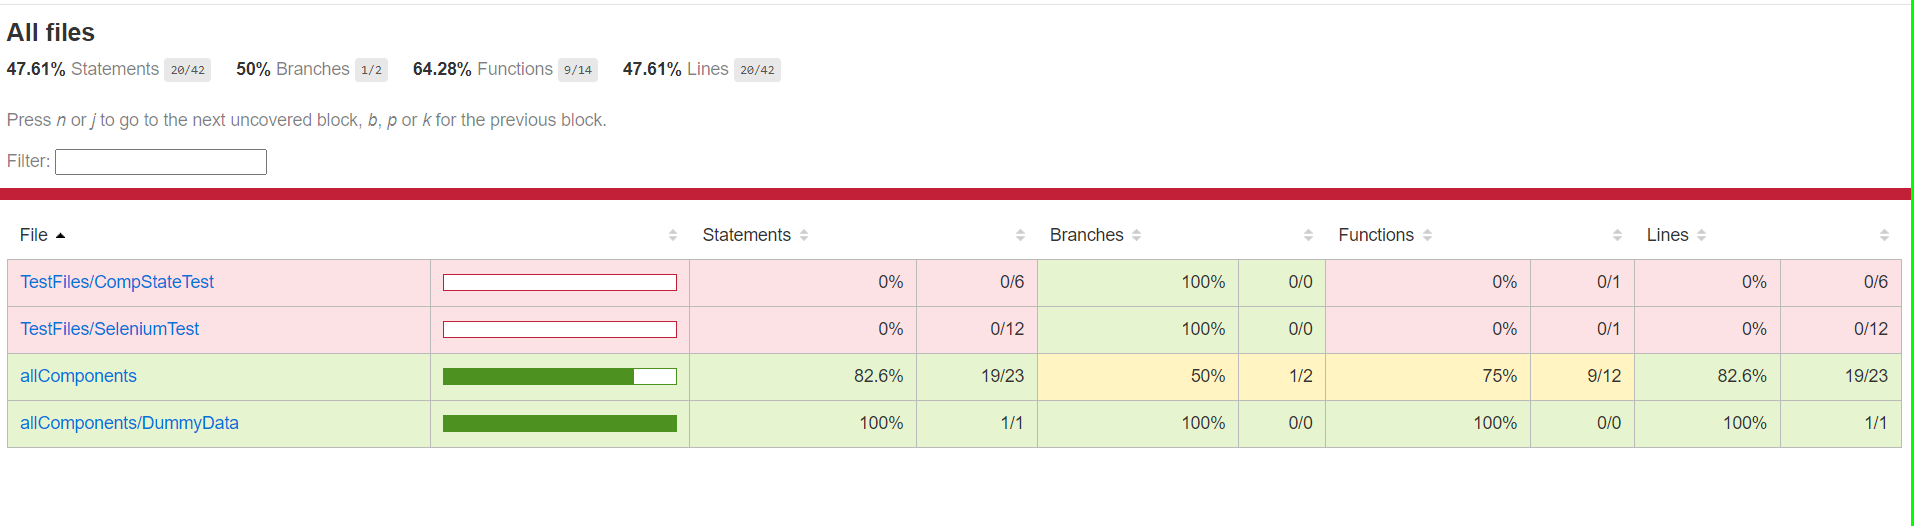 All files
47.61% Statements 20/42 50% Branches 1/2 64.28% Functions 9/14 47.61% Lines 20/42
Press n or j to go to the next uncovered block, b, p or k for the previous block.
Filter:
File Statements Branches Functions Lines
TestFiles/CompStateTest 0% 0/6 100% 0/0 0% 0/1 0% 0/6
TestFiles/SeleniumTest 0% 0/12 100% 0/0 0% 0/1 0% 0/12
allComponents 82.6% 19/23 50% 1/2 75% 9/12 82.6% 19/23
allComponents/DummyData 100% 1/1 100% 0/0 100% 0/0 100% 1/1